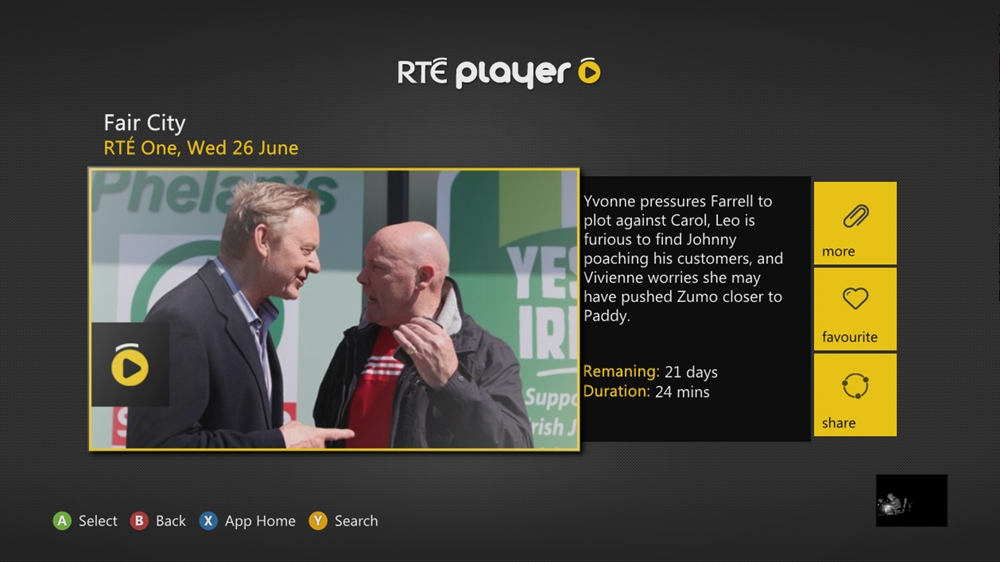 RTÉ player
Fair City
RTÉ One, Wed 26 June
Phelan's
YES
IRI
Suppo
rish J
Yvonne pressures Farrell to
plot against Carol, Leo is
furious to find Johnny
poaching his customers, and
Vivienne worries she may
have pushed Zumo closer to
Paddy.
Remaning: 21 days
Duration: 24 mins
more
favourite
share
A Select B Back X App Home Y Search